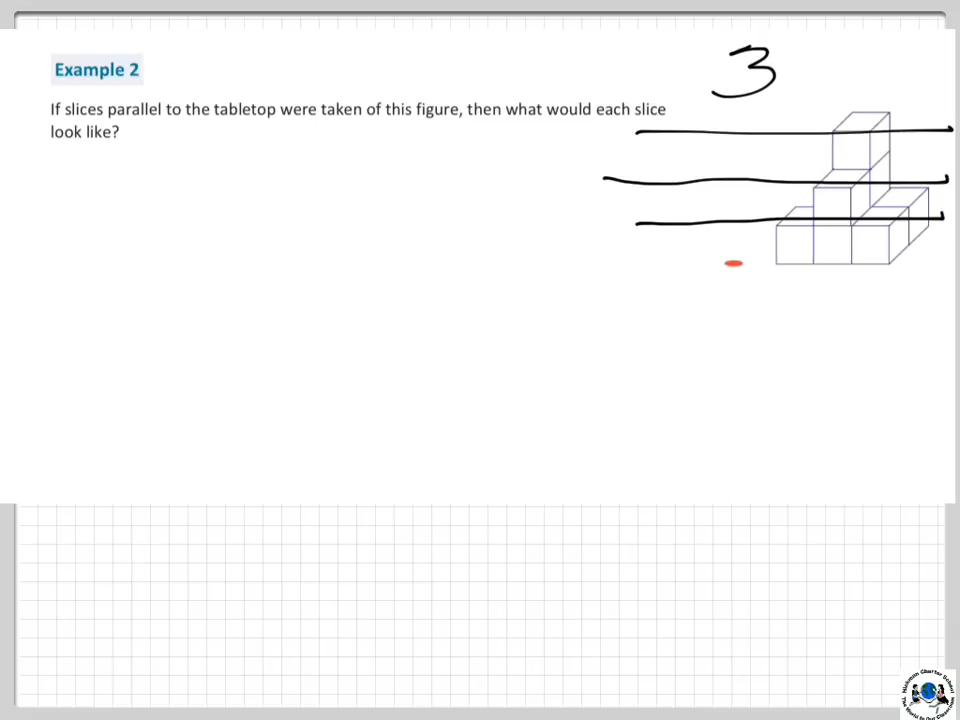 Example 2
3
If slices parallel to the tabletop were taken of this figure, then what would each slice
look like?